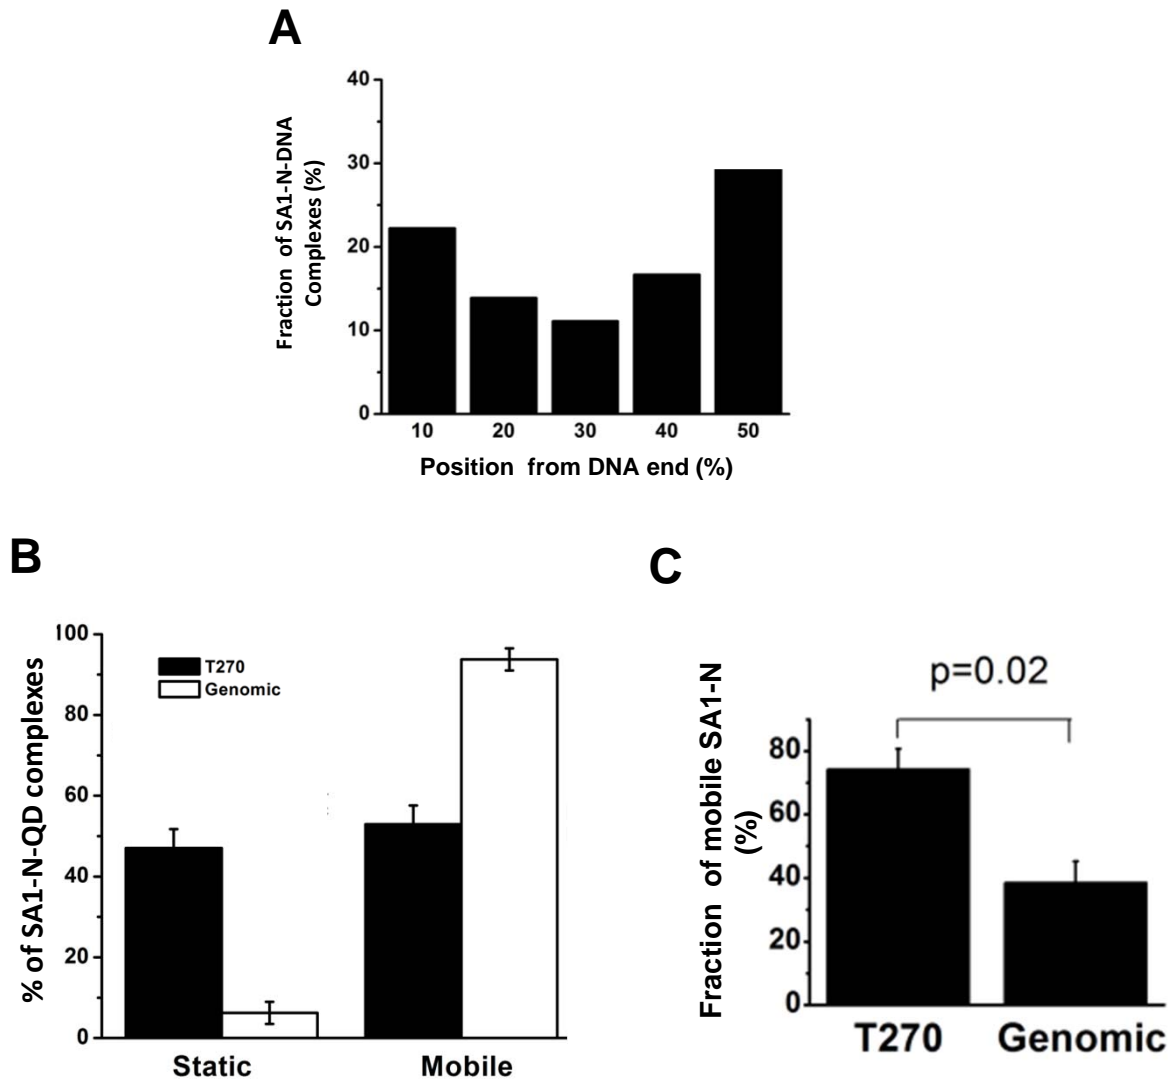 A
Fraction of SA1-N-DNA
Complexes (%)
40
30
20
10
0
10 20 30 40 50
Position from DNA end (%)
B
% of SA1-N-QD complexes
100
80
60
40
20
0
T270
Genomic
Static Mobile
C
Fraction of mobile SA1-N
(%)
p=0.02
80
60
40
20
0
T270 Genomic